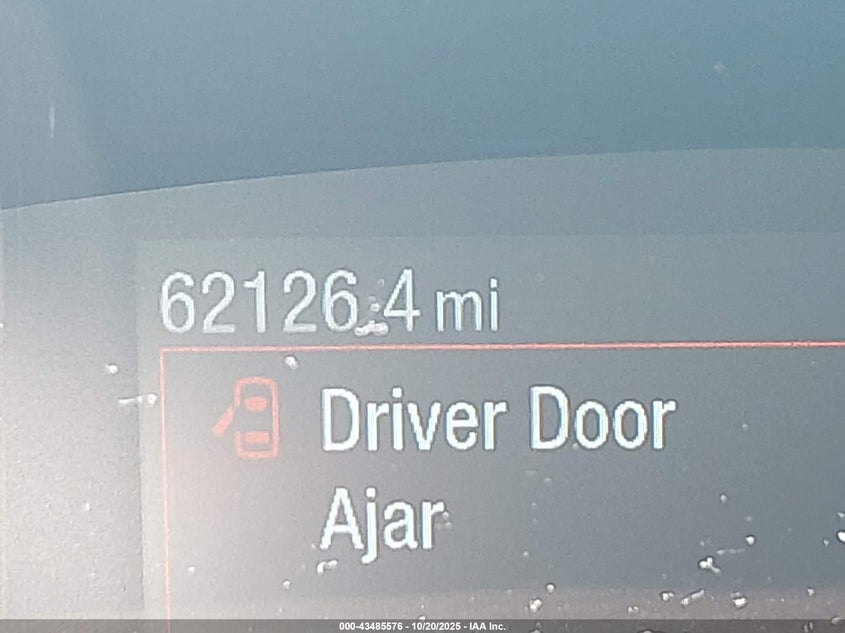 62126.4 mi
Driver Door
Ajar
000-43485576 - 10/20/2025 - IAA Inc.